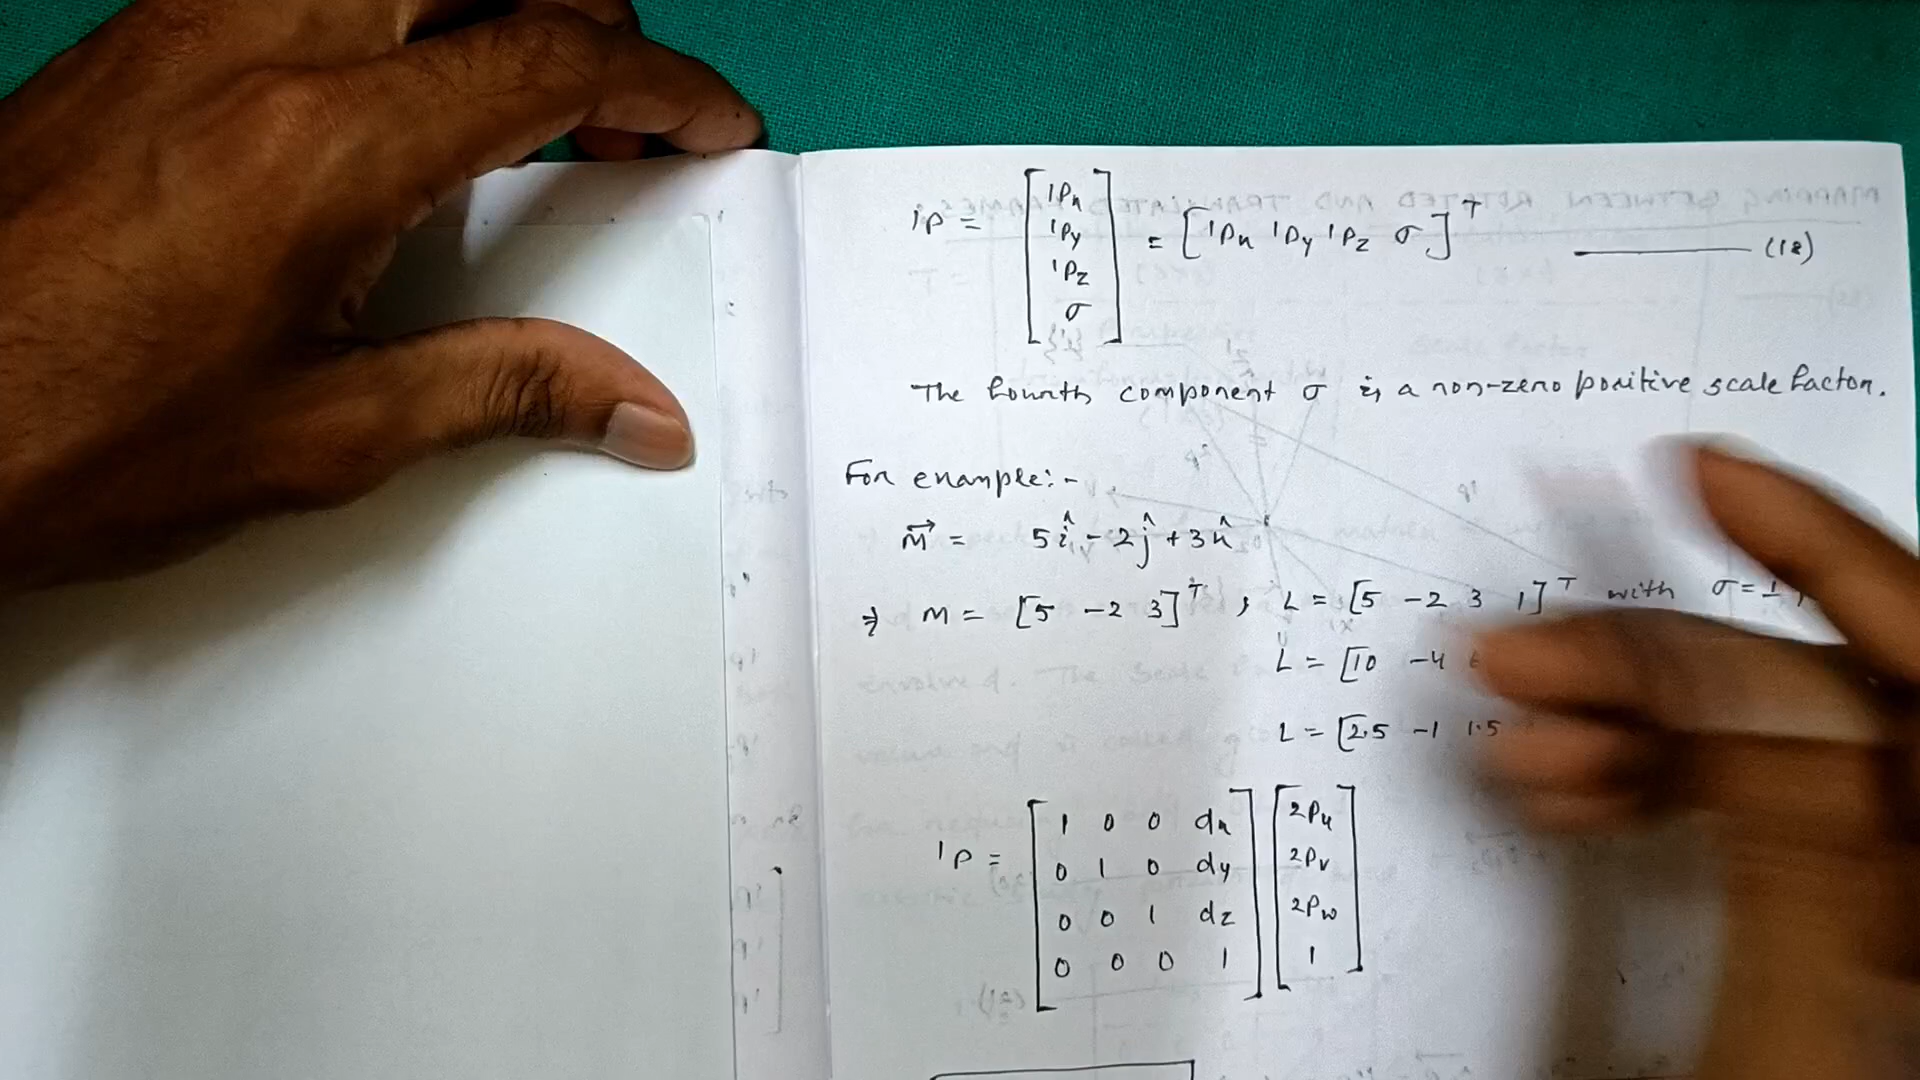 ¹P = [¹Px ¹Py ¹Pz σ] = [¹Px ¹Py ¹Pz σ]ᵀ ——— (18)
The fourth component σ is a non-zero positive scale factor.
For example:-
M⃗ = 5î - 2ĵ + 3k̂
⇒ M = [5 -2 3]ᵀ , L = [5 -2 3 1]ᵀ with σ = 1
L = [10 -4
L = [2.5 -1 1.5
¹P = [1 0 0 dx] [2Pu]
[0 1 0 dy] [2Pv]
[0 0 1 dz] [2Pw]
[0 0 0 1] [1]